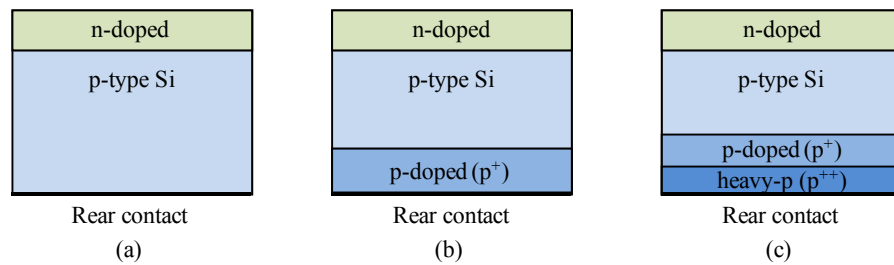 n-doped
p-type Si
Rear contact
(a)
n-doped
p-type Si
p-doped (p⁺)
Rear contact
(b)
n-doped
p-type Si
p-doped (p⁺)
heavy-p (p⁺⁺)
Rear contact
(c)